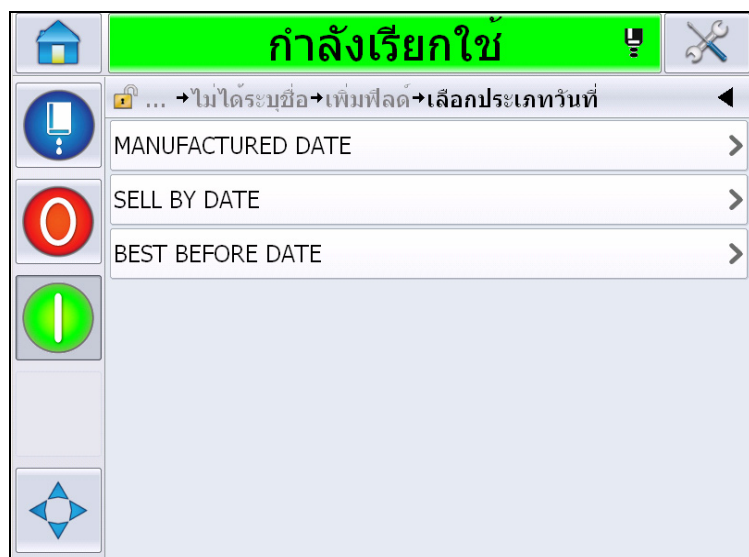 กำลังเรียกใช้
... →ไม่ได้ระบุชื่อ→เพิ่มฟิลด์→เลือกประเภทวันที่
MANUFACTURED DATE
SELL BY DATE
BEST BEFORE DATE